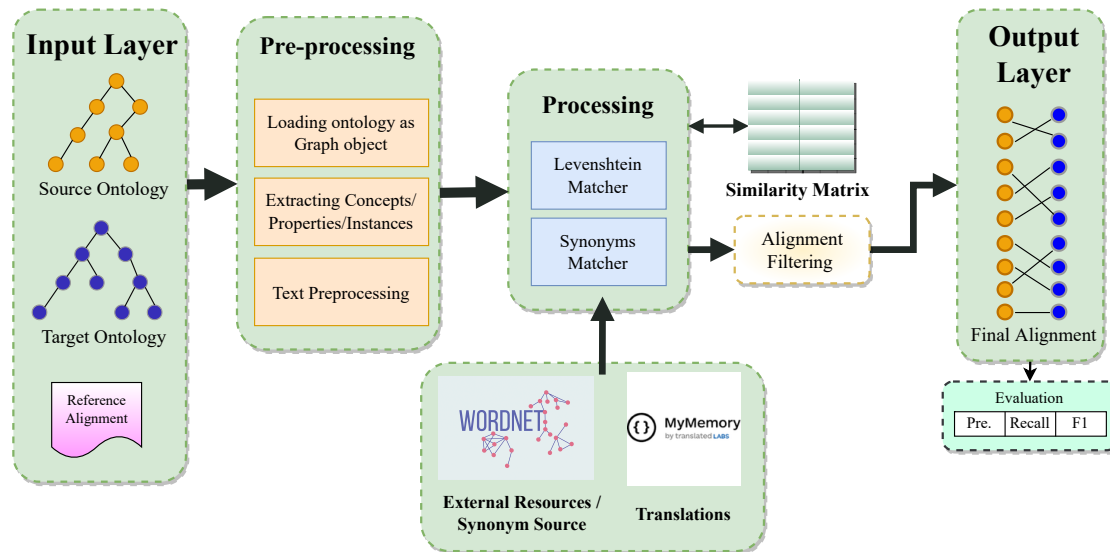 Input Layer
Source Ontology
Target Ontology
Reference
Alignment
Pre-processing
Loading ontology as
Graph object
Extracting Concepts/
Properties/Instances
Text Preprocessing
Processing
Levenshtein
Matcher
Synonyms
Matcher
Similarity Matrix
Alignment
Filtering
WORDNET
External Resources /
Synonym Source
{ } MyMemory
by translated LABS
Translations
Output
Layer
Final Alignment
Evaluation
Pre. Recall F1